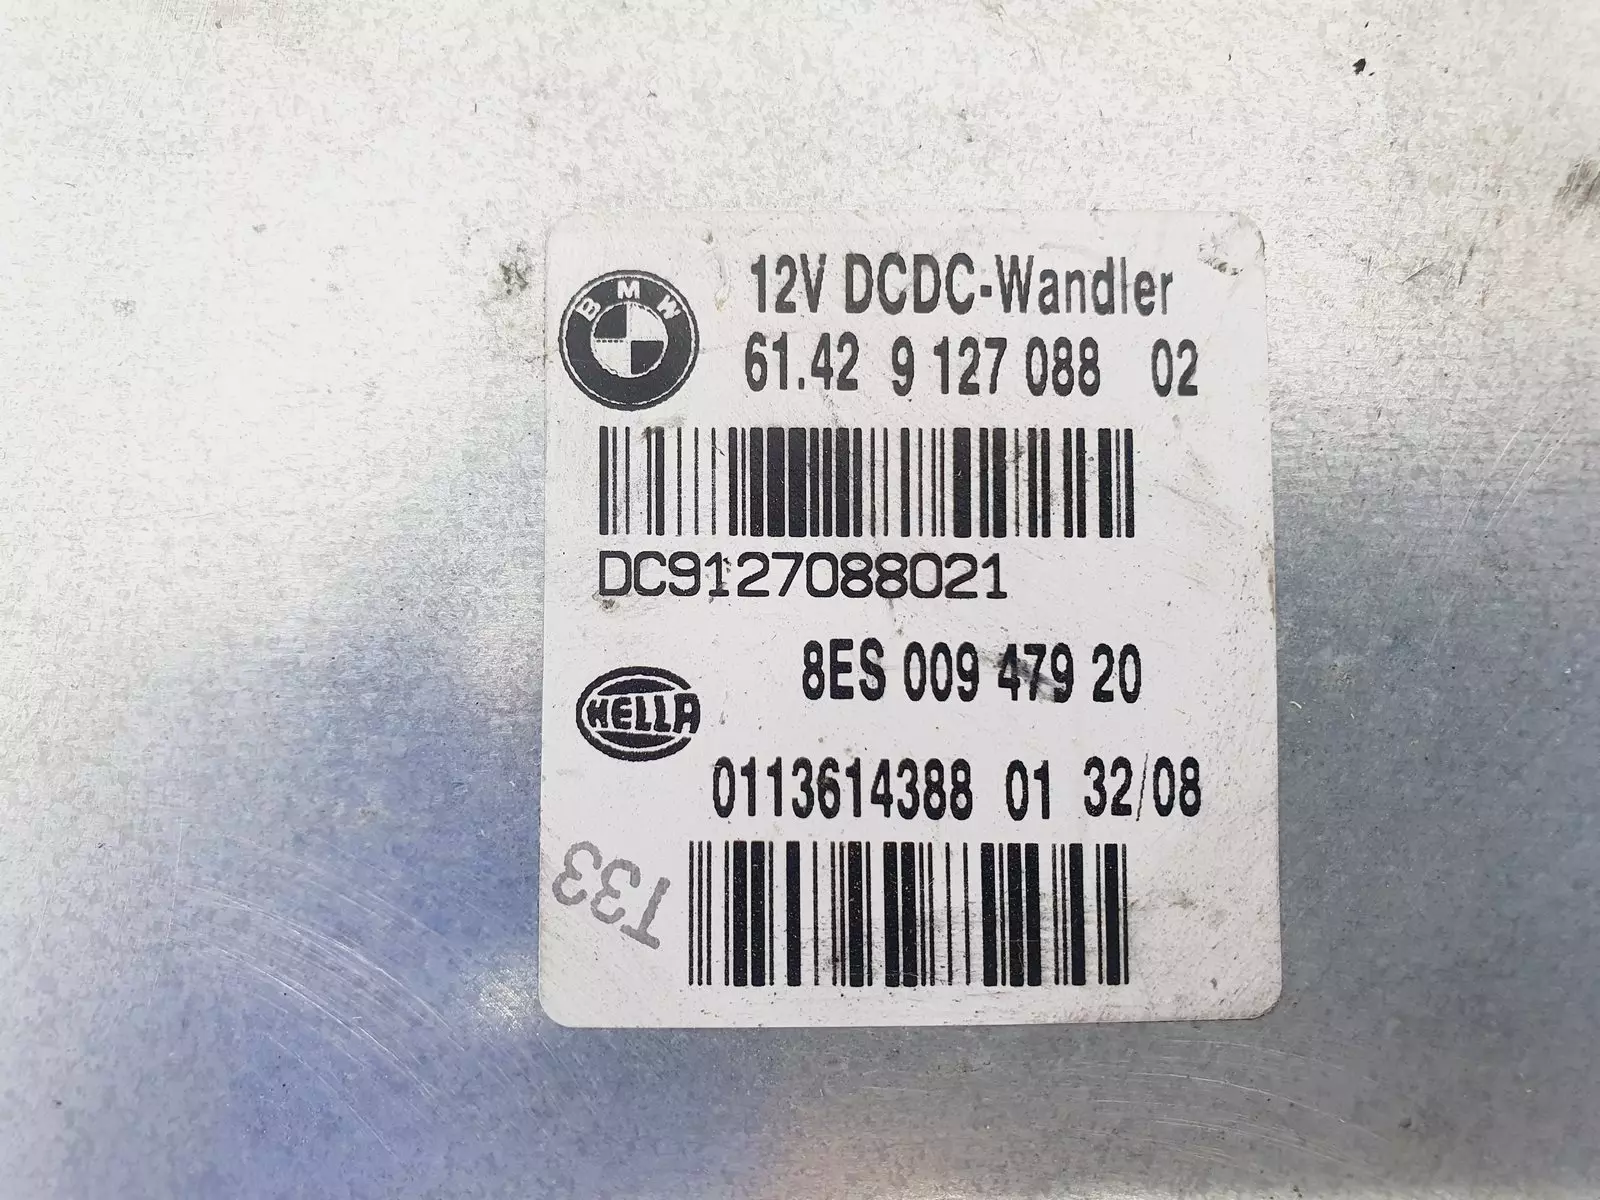 BMW
12V DCDC-Wandler
61.42 9 127 088 02
DC9127088021
8ES 009 479 20
HELLA
0113614388 01 32/08
T33